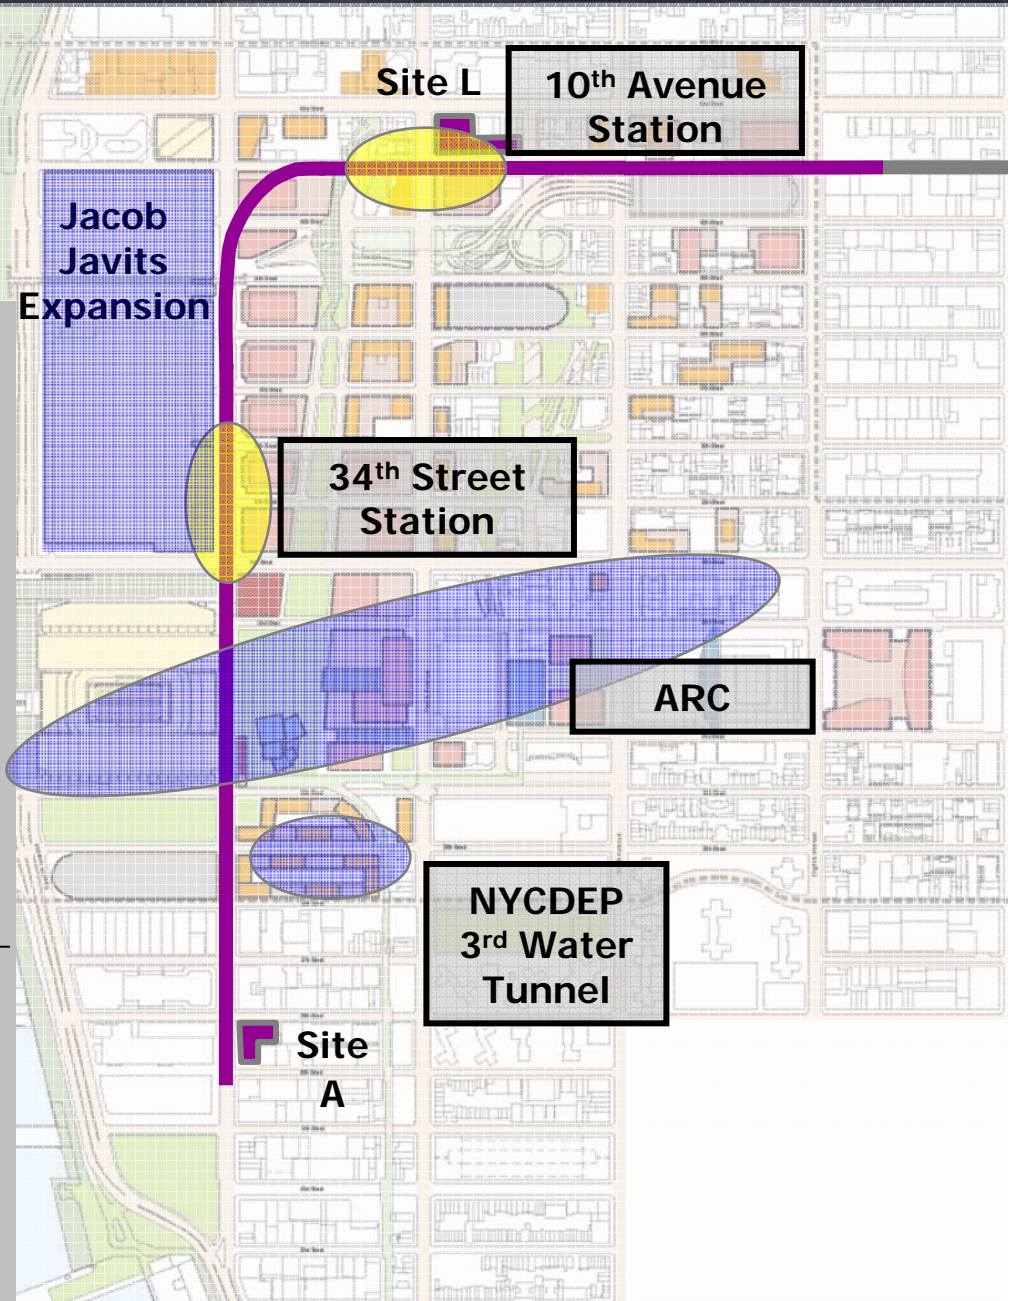 Site L
10th Avenue
Station
Jacob
Javits
Expansion
34th Street
Station
ARC
NYCDEP
3rd Water
Tunnel
Site
A